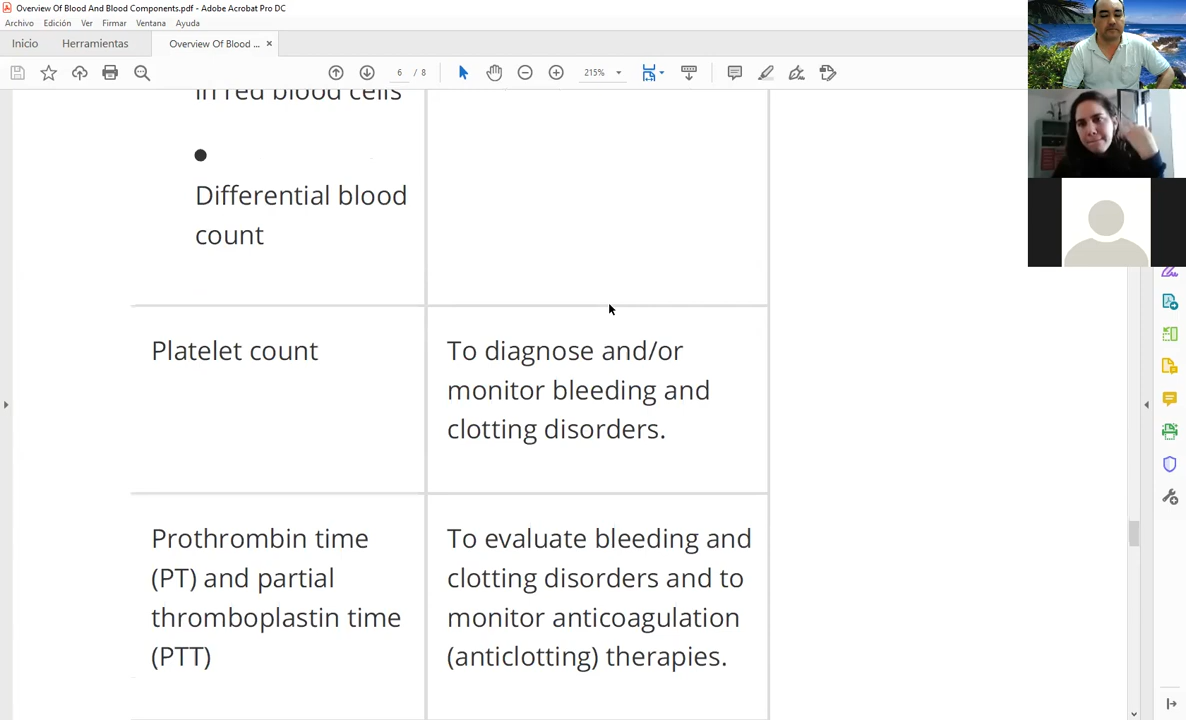 Overview Of Blood And Blood Components.pdf - Adobe Acrobat Pro DC
Archivo Edición Ver Firmar Ventana Ayuda
Inicio Herramientas Overview Of Blood ... ×
6 / 8 215%
in red blood cells
Differential blood
count
Platelet count
To diagnose and/or
monitor bleeding and
clotting disorders.
Prothrombin time
(PT) and partial
thromboplastin time
(PTT)
To evaluate bleeding and
clotting disorders and to
monitor anticoagulation
(anticlotting) therapies.